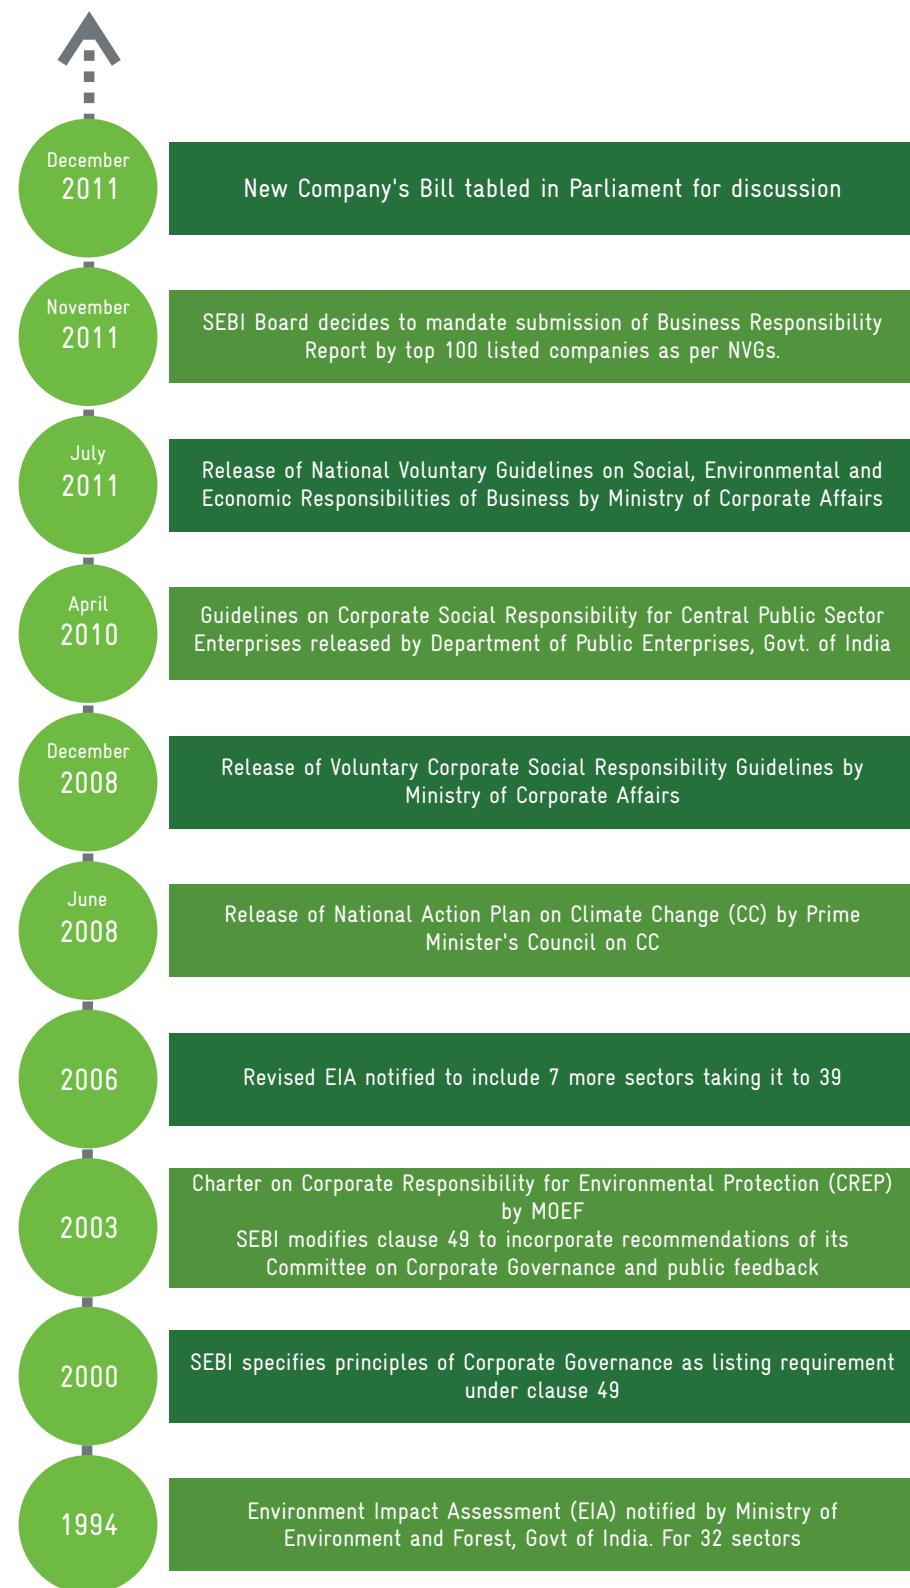 December
2011
New Company's Bill tabled in Parliament for discussion
November
2011
SEBI Board decides to mandate submission of Business Responsibility
Report by top 100 listed companies as per NVGs.
July
2011
Release of National Voluntary Guidelines on Social, Environmental and
Economic Responsibilities of Business by Ministry of Corporate Affairs
April
2010
Guidelines on Corporate Social Responsibility for Central Public Sector
Enterprises released by Department of Public Enterprises, Govt. of India
December
2008
Release of Voluntary Corporate Social Responsibility Guidelines by
Ministry of Corporate Affairs
June
2008
Release of National Action Plan on Climate Change (CC) by Prime
Minister's Council on CC
2006
Revised EIA notified to include 7 more sectors taking it to 39
2003
Charter on Corporate Responsibility for Environmental Protection (CREP)
by MOEF
SEBI modifies clause 49 to incorporate recommendations of its
Committee on Corporate Governance and public feedback
2000
SEBI specifies principles of Corporate Governance as listing requirement
under clause 49
1994
Environment Impact Assessment (EIA) notified by Ministry of
Environment and Forest, Govt of India. For 32 sectors